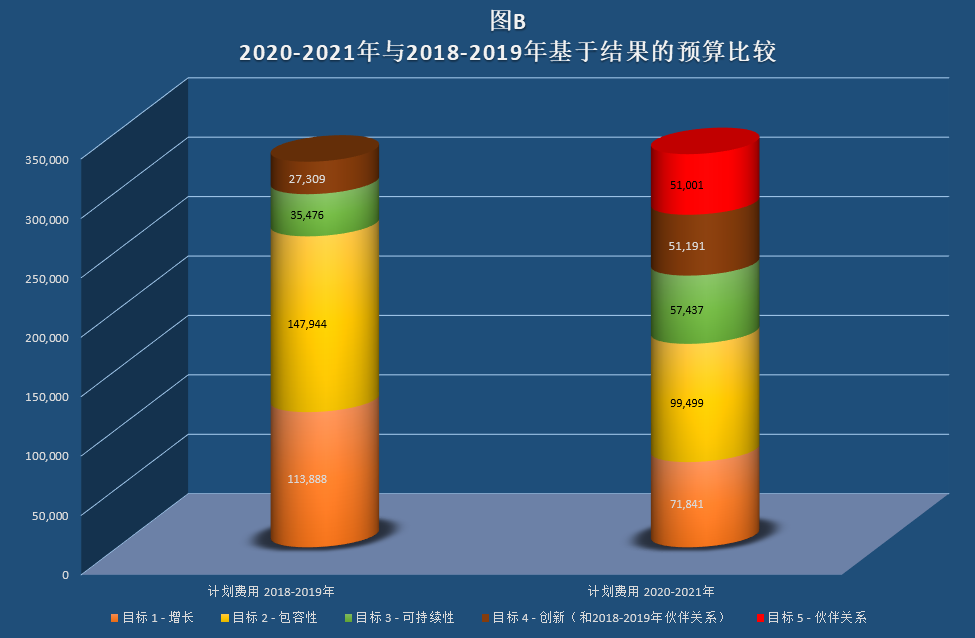 图B
2020-2021年与2018-2019年基于结果的预算比较
350,000
300,000
250,000
200,000
150,000
100,000
50,000
0
27,309
35,476
147,944
113,888
51,001
51,191
57,437
99,499
71,841
计划费用 2018-2019年
计划费用 2020-2021年
目标 1 - 增长
目标 2 - 包容性
目标 3 - 可持续性
目标 4 - 创新（和2018-2019年伙伴关系）
目标 5 - 伙伴关系